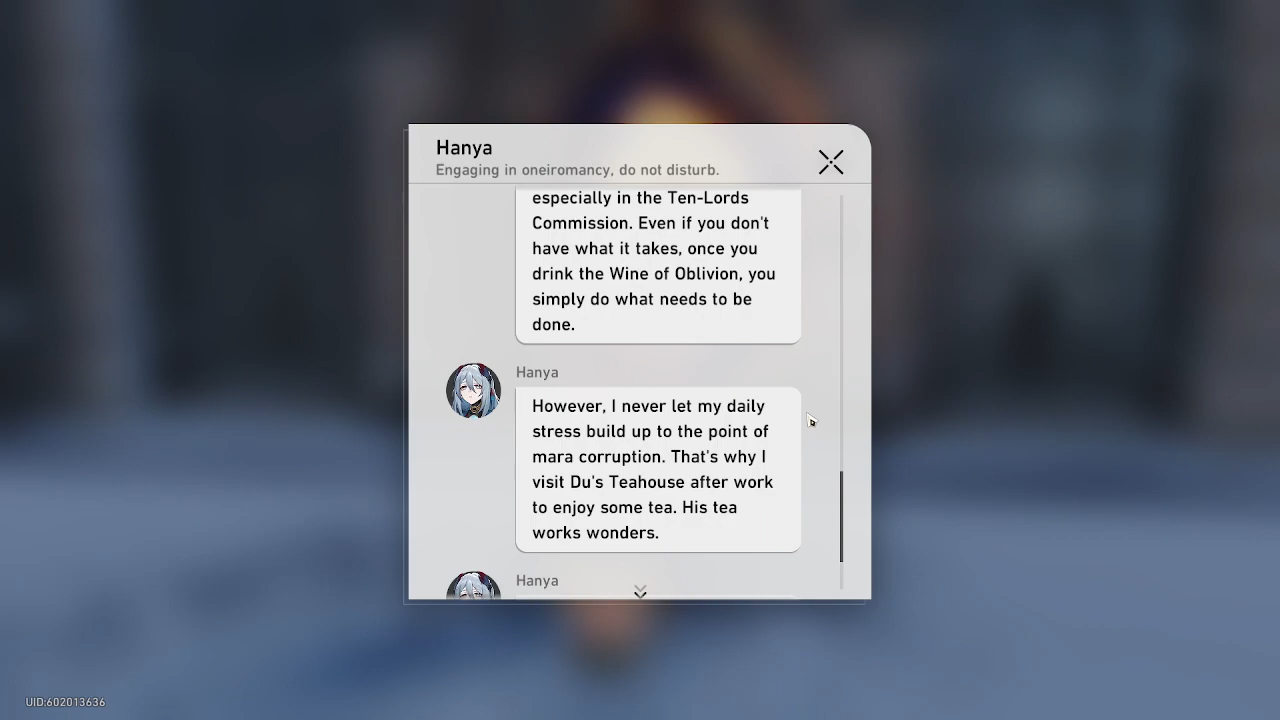 Hanya
Engaging in oneiromancy, do not disturb.
especially in the Ten-Lords
Commission. Even if you don't
have what it takes, once you
drink the Wine of Oblivion, you
simply do what needs to be
done.
Hanya
However, I never let my daily
stress build up to the point of
mara corruption. That's why I
visit Du's Teahouse after work
to enjoy some tea. His tea
works wonders.
Hanya
UID:602013636